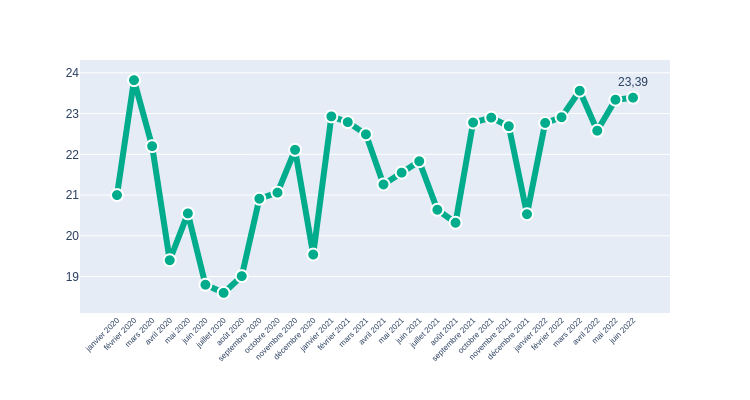 24
23
22
21
20
19
23,39
janvier 2020
février 2020
mars 2020
avril 2020
mai 2020
juin 2020
juillet 2020
août 2020
septembre 2020
octobre 2020
novembre 2020
décembre 2020
janvier 2021
février 2021
mars 2021
avril 2021
mai 2021
juin 2021
juillet 2021
août 2021
septembre 2021
octobre 2021
novembre 2021
décembre 2021
janvier 2022
février 2022
mars 2022
avril 2022
mai 2022
juin 2022